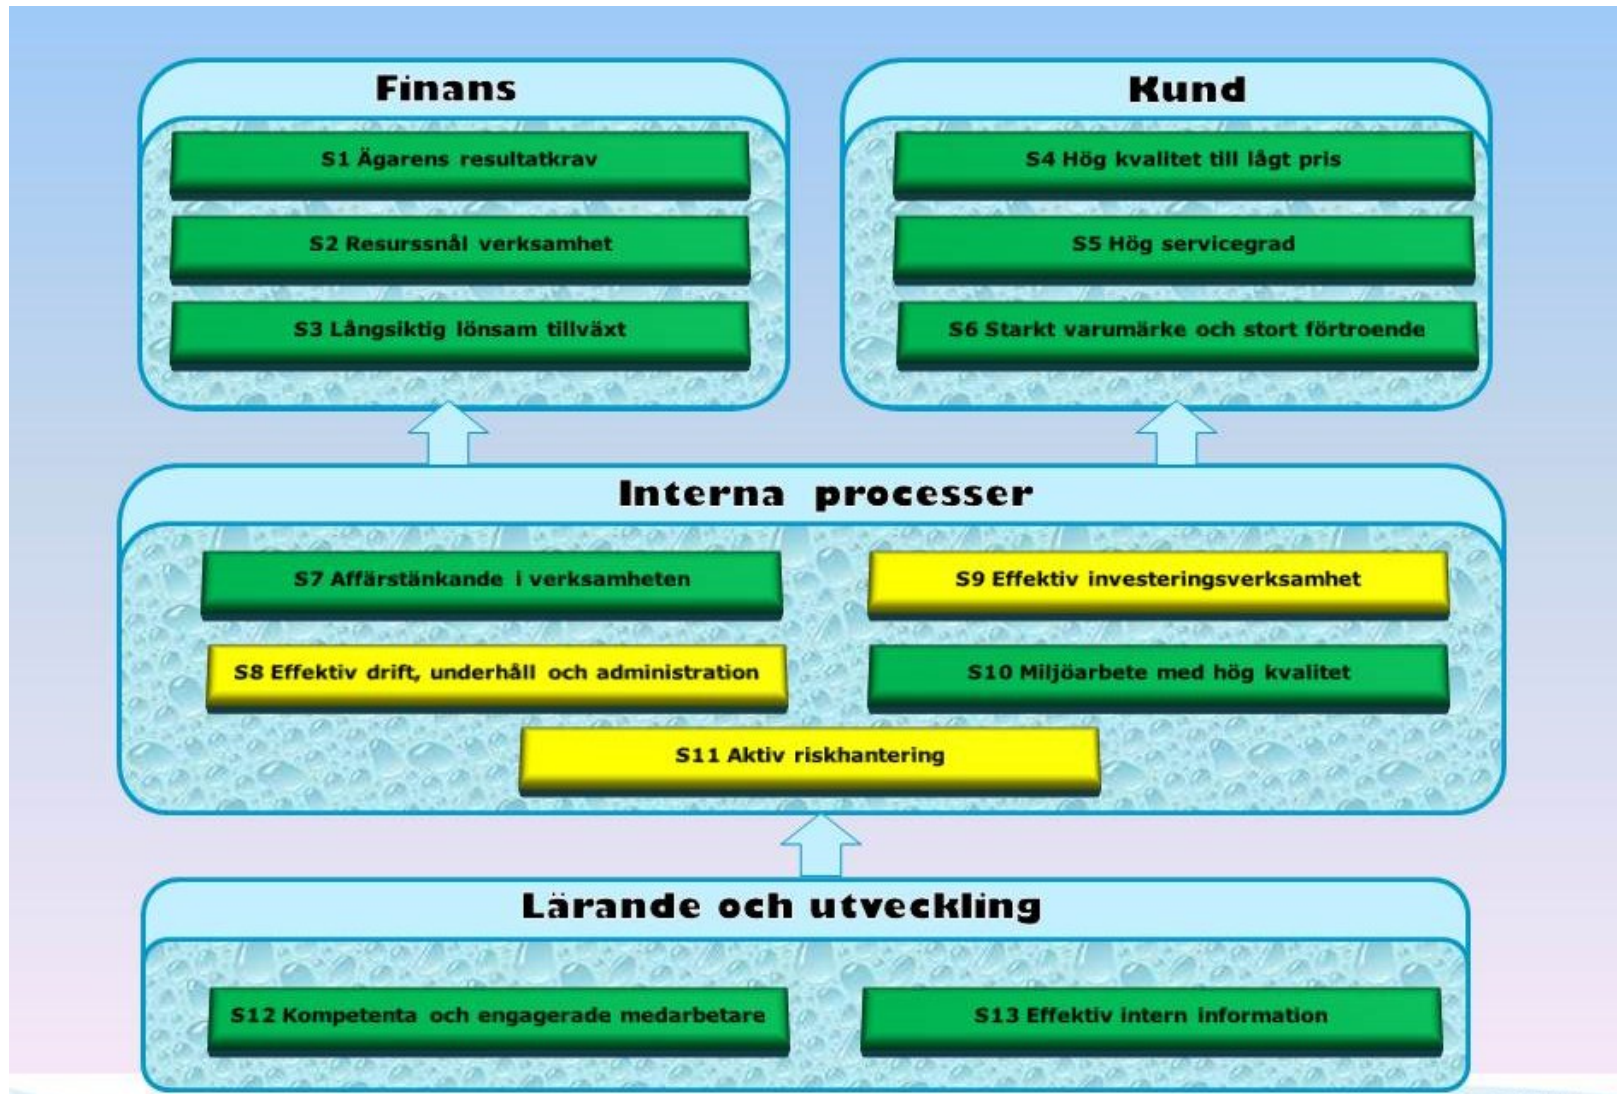 Finans
S1 Ägarens resultatkrav
S2 Resurssnål verksamhet
S3 Långsiktig lönsam tillväxt
Kund
S4 Hög kvalitet till lågt pris
S5 Hög servicegrad
S6 Starkt varumärke och stort förtroende
Interna processer
S7 Affärstänkande i verksamheten
S9 Effektiv investeringsverksamhet
S8 Effektiv drift, underhåll och administration
S10 Miljöarbete med hög kvalitet
S11 Aktiv riskhantering
Lärande och utveckling
S12 Kompetenta och engagerade medarbetare
S13 Effektiv intern information